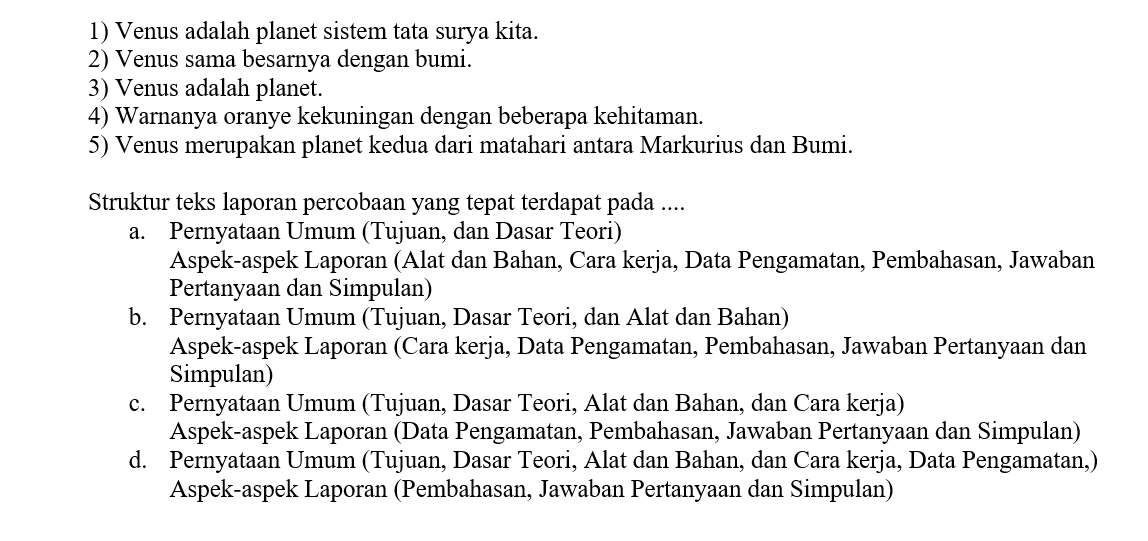 1) Venus adalah planet sistem tata surya kita.
2) Venus sama besarnya dengan bumi.
3) Venus adalah planet.
4) Warnanya oranye kekuningan dengan beberapa kehitaman.
5) Venus merupakan planet kedua dari matahari antara Markurius dan Bumi.
Struktur teks laporan percobaan yang tepat terdapat pada ....
a. Pernyataan Umum (Tujuan, dan Dasar Teori)
Aspek-aspek Laporan (Alat dan Bahan, Cara kerja, Data Pengamatan, Pembahasan, Jawaban
Pertanyaan dan Simpulan)
b. Pernyataan Umum (Tujuan, Dasar Teori, dan Alat dan Bahan)
Aspek-aspek Laporan (Cara kerja, Data Pengamatan, Pembahasan, Jawaban Pertanyaan dan
Simpulan)
c. Pernyataan Umum (Tujuan, Dasar Teori, Alat dan Bahan, dan Cara kerja)
Aspek-aspek Laporan (Data Pengamatan, Pembahasan, Jawaban Pertanyaan dan Simpulan)
d. Pernyataan Umum (Tujuan, Dasar Teori, Alat dan Bahan, dan Cara kerja, Data Pengamatan,)
Aspek-aspek Laporan (Pembahasan, Jawaban Pertanyaan dan Simpulan)